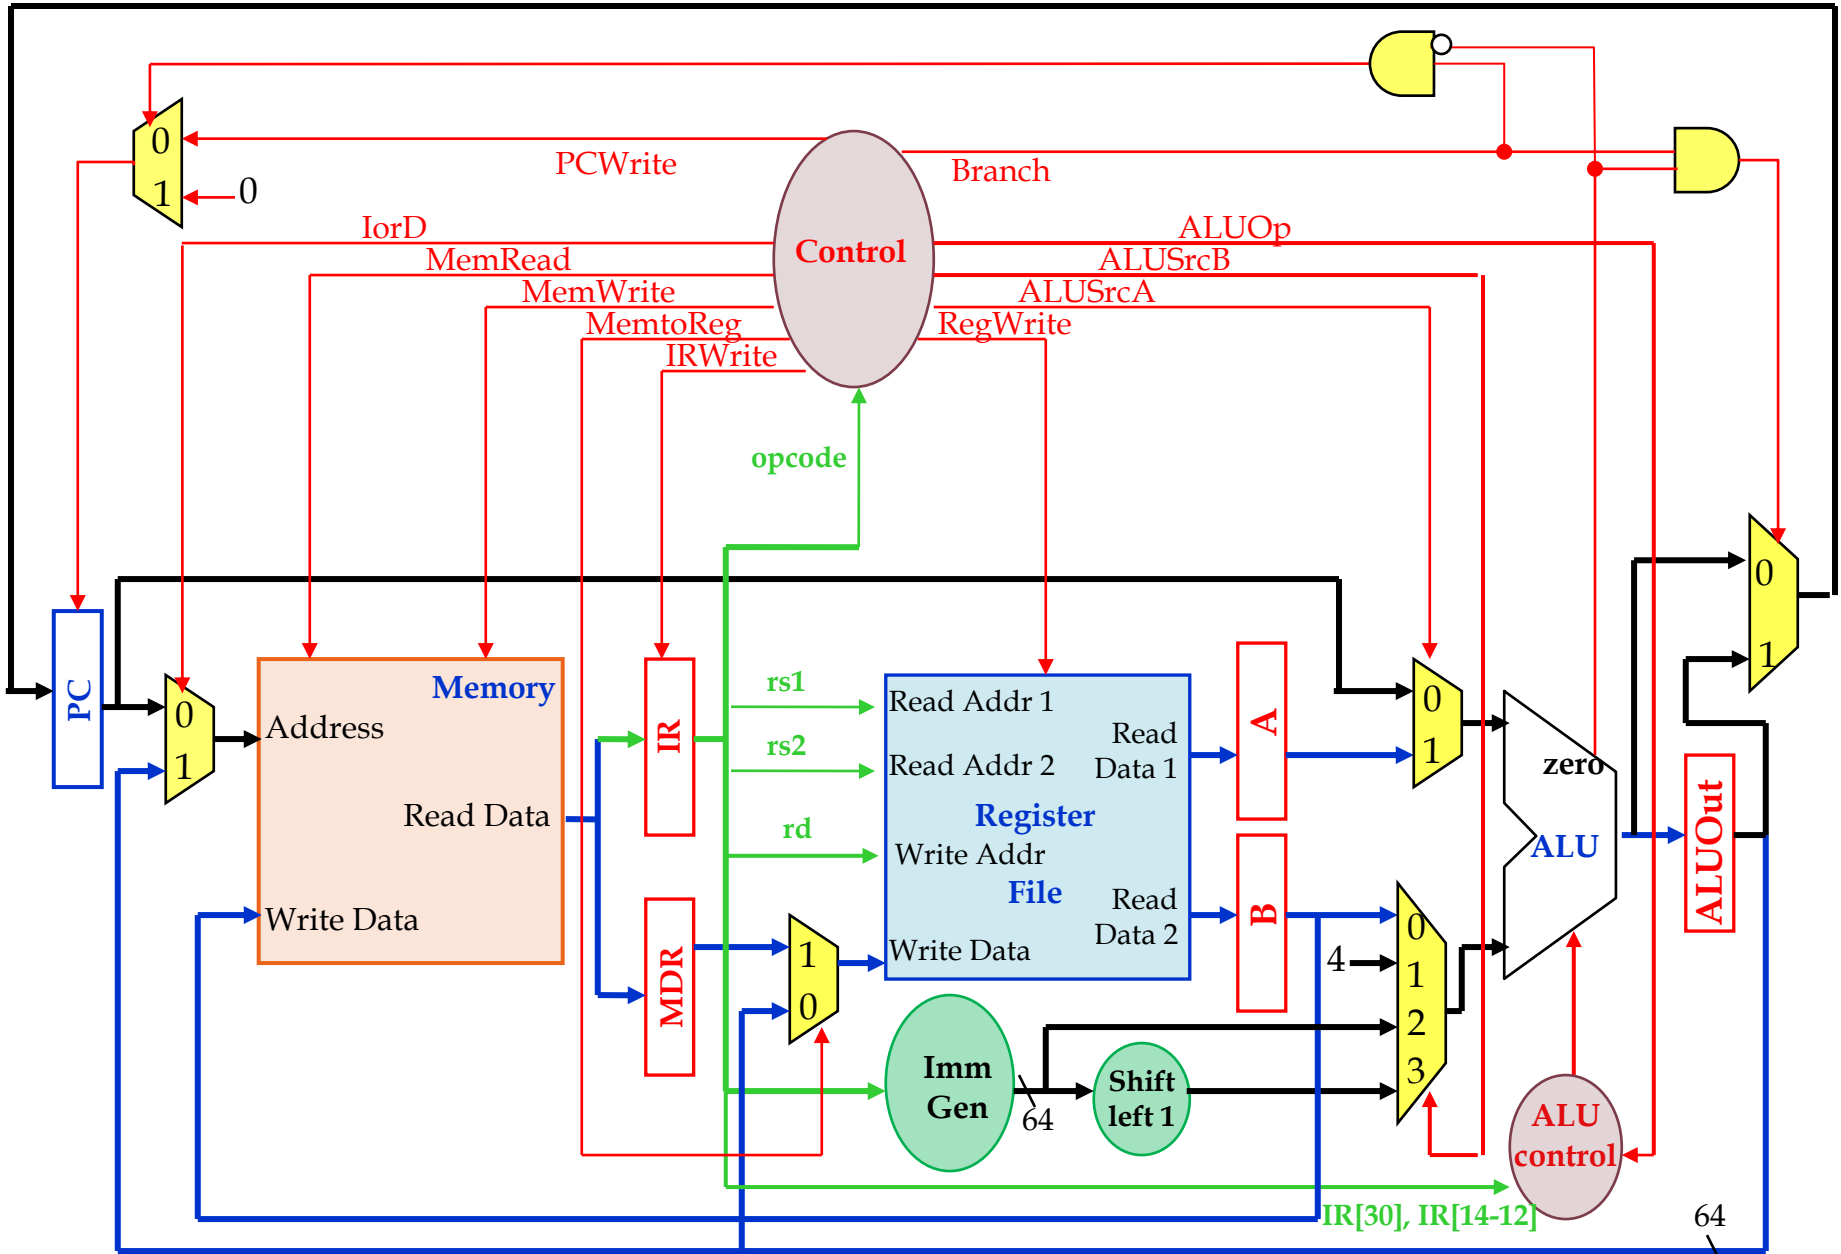 0
PCWrite
Branch
1
0
IorD
ALUOp
Control
MemRead
ALUSrcB
MemWrite
ALUSrcA
MemtoReg
RegWrite
IRWrite
opcode
0
1
PC
0
1
Memory
Address
Read Data
Write Data
IR
MDR
rs1
rs2
rd
Read Addr 1
Read Addr 2
Read
Data 1
Register
Write Addr
File
Read
Data 2
Write Data
1
0
A
B
0
1
zero
ALU
ALUOut
4
0
1
2
3
Imm
Gen
64
Shift
left 1
ALU
control
IR[30], IR[14-12]
64